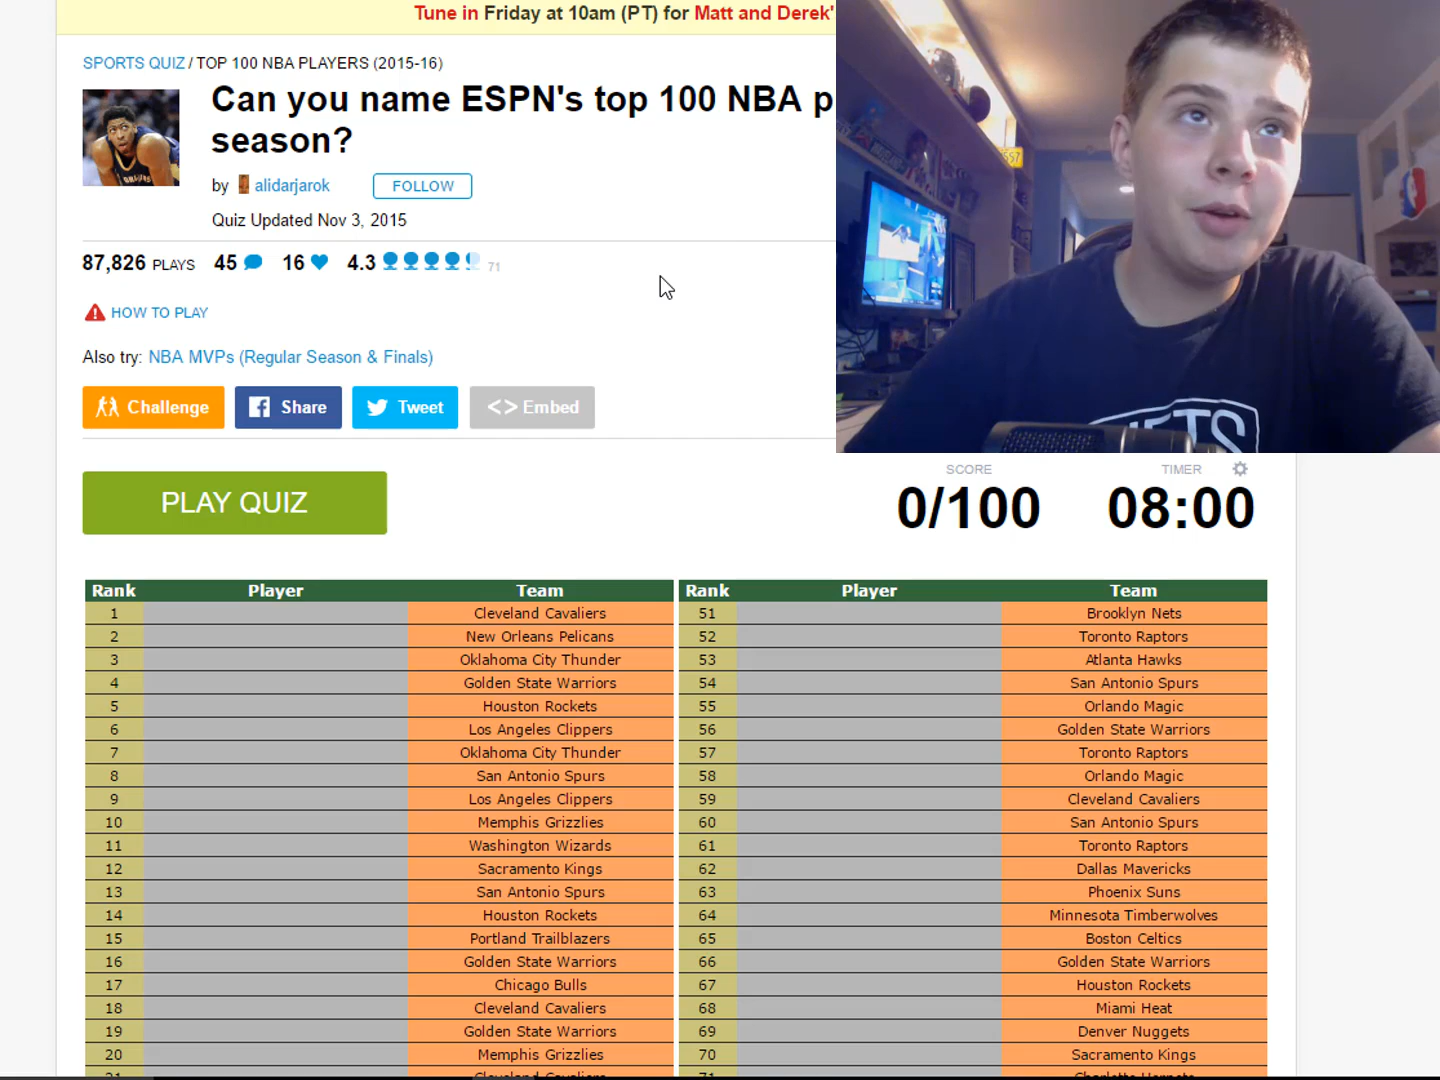 Tune in Friday at 10am (PT) for Matt and Derek'
SPORTS QUIZ / TOP 100 NBA PLAYERS (2015-16)
Can you name ESPN's top 100 NBA p
season?
by alidarjarok FOLLOW
Quiz Updated Nov 3, 2015
87,826 PLAYS 45 16 4.3 71
HOW TO PLAY
Also try: NBA MVPs (Regular Season & Finals)
Challenge Share Tweet <> Embed
SCORE TIMER
PLAY QUIZ 0/100 08:00
Rank Player Team Rank Player Team
1 Cleveland Cavaliers 51 Brooklyn Nets
2 New Orleans Pelicans 52 Toronto Raptors
3 Oklahoma City Thunder 53 Atlanta Hawks
4 Golden State Warriors 54 San Antonio Spurs
5 Houston Rockets 55 Orlando Magic
6 Los Angeles Clippers 56 Golden State Warriors
7 Oklahoma City Thunder 57 Toronto Raptors
8 San Antonio Spurs 58 Orlando Magic
9 Los Angeles Clippers 59 Cleveland Cavaliers
10 Memphis Grizzlies 60 San Antonio Spurs
11 Washington Wizards 61 Toronto Raptors
12 Sacramento Kings 62 Dallas Mavericks
13 San Antonio Spurs 63 Phoenix Suns
14 Houston Rockets 64 Minnesota Timberwolves
15 Portland Trailblazers 65 Boston Celtics
16 Golden State Warriors 66 Golden State Warriors
17 Chicago Bulls 67 Houston Rockets
18 Cleveland Cavaliers 68 Miami Heat
19 Golden State Warriors 69 Denver Nuggets
20 Memphis Grizzlies 70 Sacramento Kings
21 Cleveland Cavaliers 71 Charlotte Hornets